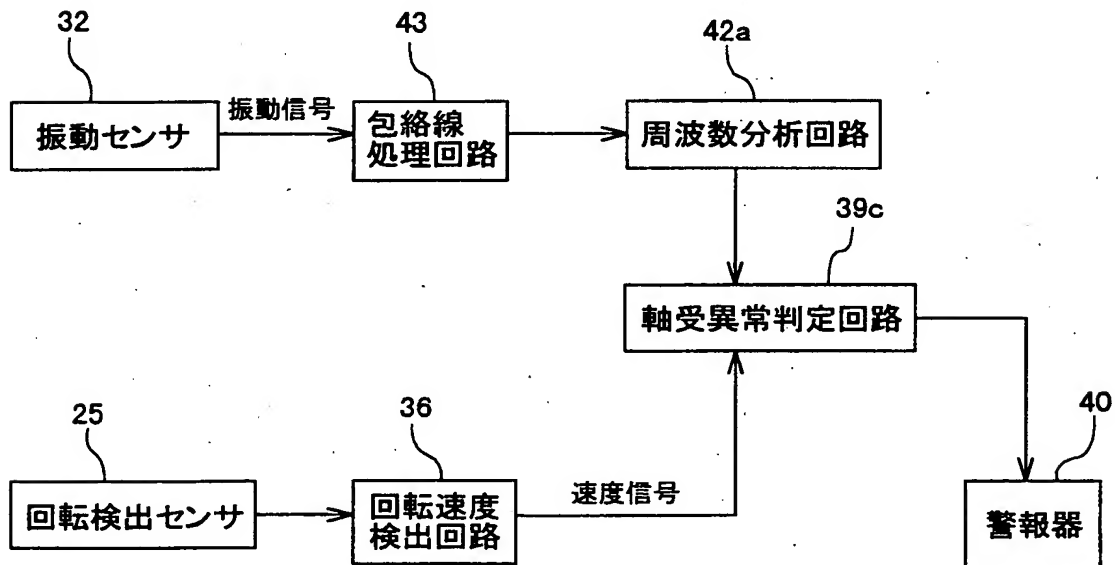 32
43
42a
振動センサ
振動信号
包絡線
処理回路
周波数分析回路
39c
軸受異常判定回路
25
36
40
回転検出センサ
回転速度
検出回路
速度信号
警報器